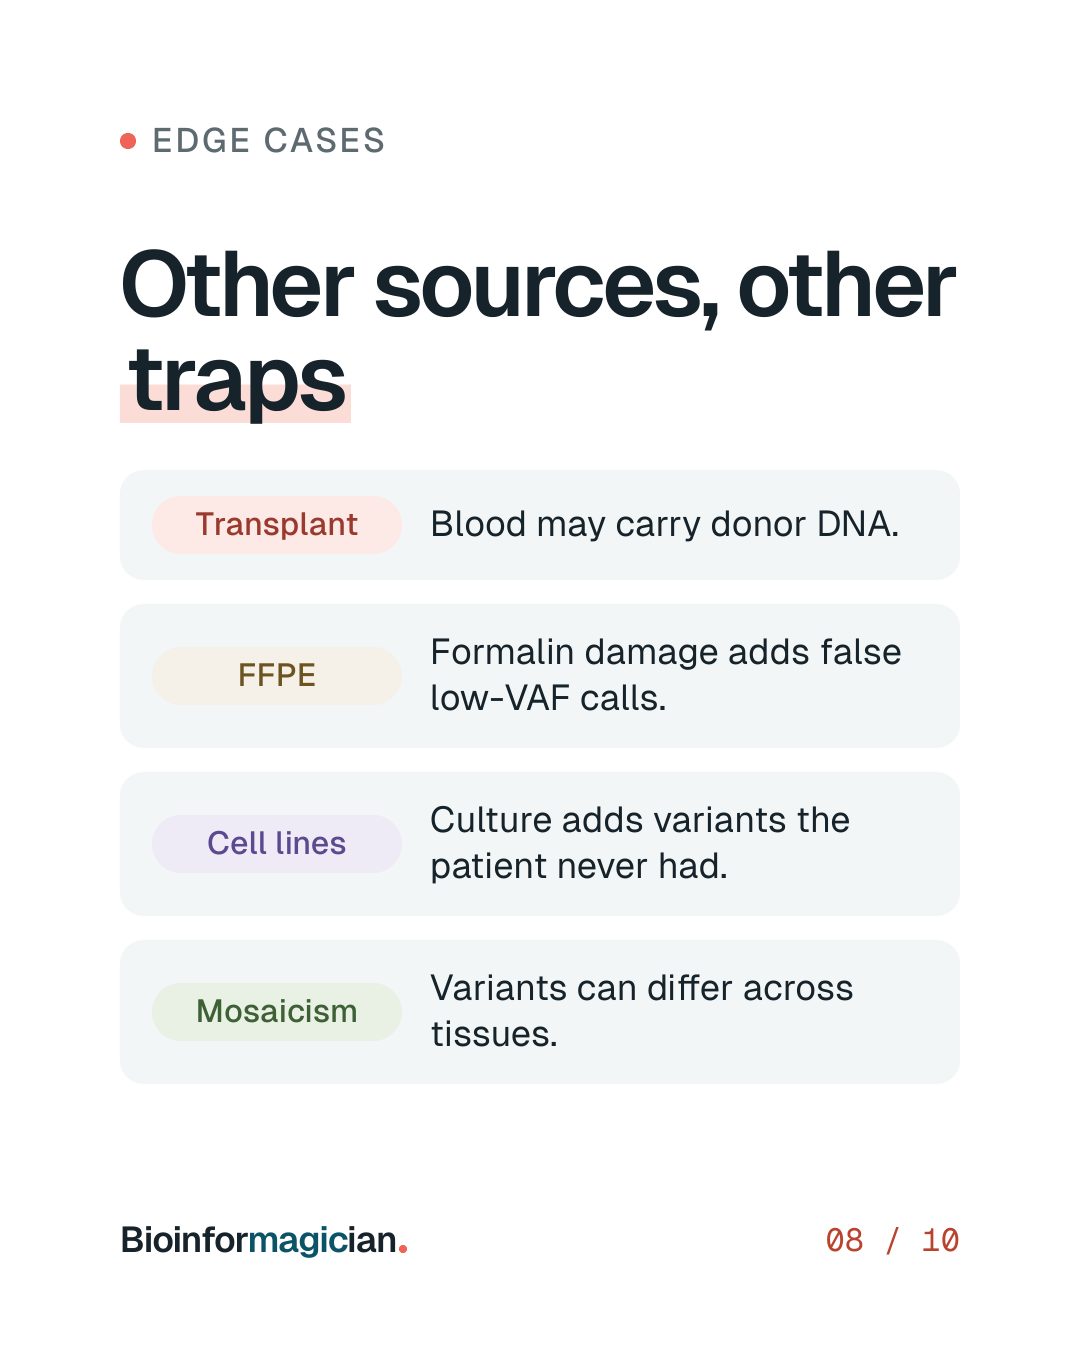 EDGE CASES
Other sources, other
traps
Transplant
Blood may carry donor DNA.
FFPE
Formalin damage adds false
low-VAF calls.
Cell lines
Culture adds variants the
patient never had.
Mosaicism
Variants can differ across
tissues.
Bioinformagician.
08 / 10